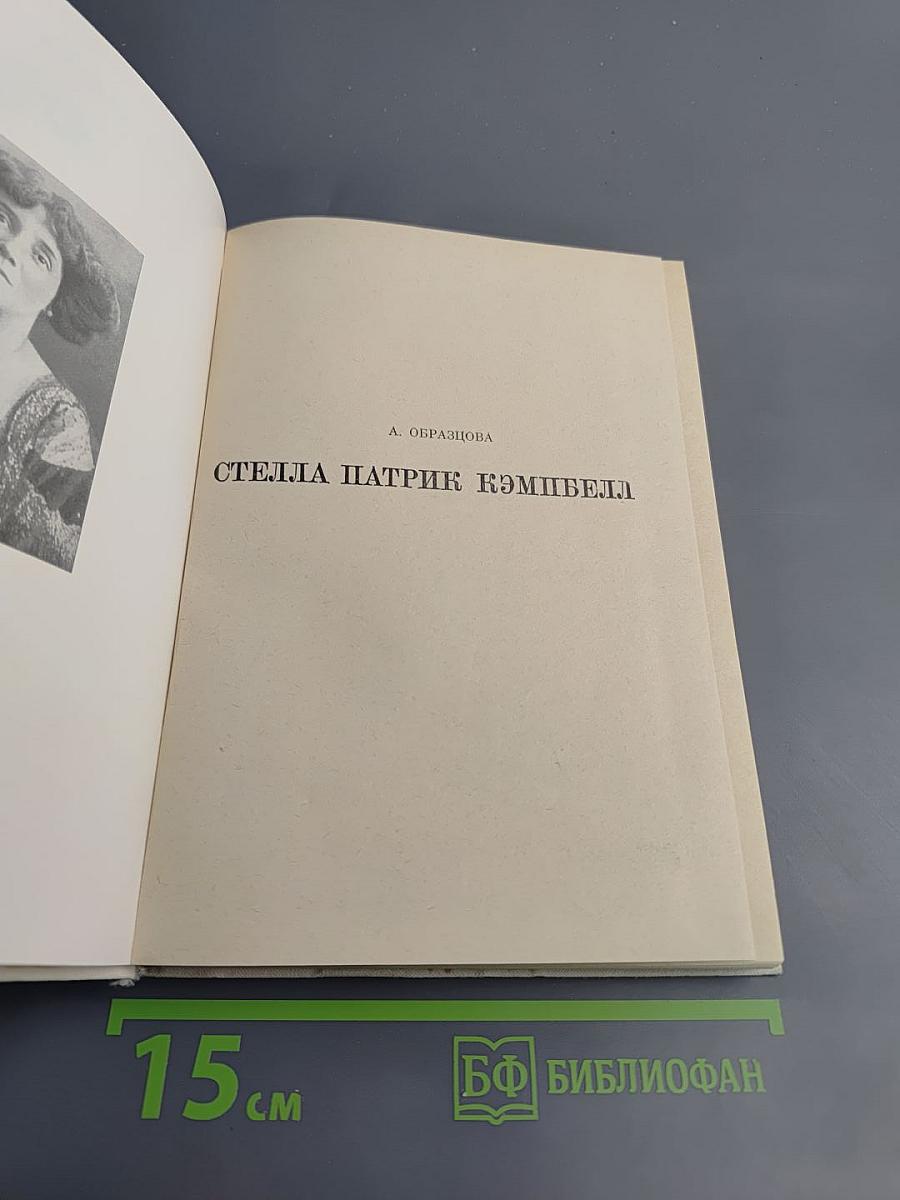 А. ОБРАЗЦОВА
СТЕЛЛА ПАТРИК КЭМПБЕЛЛ
15 см
БФ БИБЛИОФАН